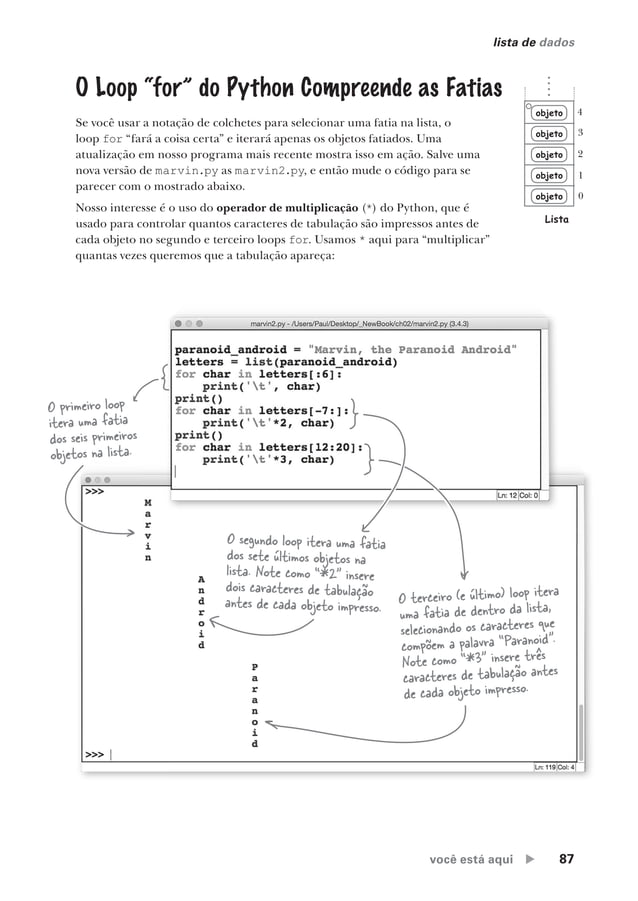 lista de dados
O Loop “for” do Python Compreende as Fatias
Se você usar a notação de colchetes para selecionar uma fatia na lista, o
loop for “fará a coisa certa” e iterará apenas os objetos fatiados. Uma
atualização em nosso programa mais recente mostra isso em ação. Salve uma
nova versão de marvin.py as marvin2.py, e então mude o código para se
parecer com o mostrado abaixo.
Nosso interesse é o uso do operador de multiplicação (*) do Python, que é
usado para controlar quantos caracteres de tabulação são impressos antes de
cada objeto no segundo e terceiro loops for. Usamos * aqui para “multiplicar”
quantas vezes queremos que a tabulação apareça:
objeto 4
objeto 3
objeto 2
objeto 1
objeto 0
Lista
marvin2.py - /Users/Paul/Desktop/_NewBook/ch02/marvin2.py (3.4.3)
paranoid_android = "Marvin, the Paranoid Android"
letters = list(paranoid_android)
for char in letters[:6]:
    print('\t', char)
print()
for char in letters[-7:]:
    print('\t'*2, char)
print()
for char in letters[12:20]:
    print('\t'*3, char)
Ln: 12 Col: 0
O primeiro loop
itera uma fatia
dos seis primeiros
objetos na lista.
>>>
M
a
r
v
i
n
A
n
d
r
o
i
d
P
a
r
a
n
o
i
d
>>>
Ln: 119 Col: 4
O segundo loop itera uma fatia
dos sete últimos objetos na
lista. Note como “*2” insere
dois caracteres de tabulação
antes de cada objeto impresso.
O terceiro (e último) loop itera
uma fatia de dentro da lista,
selecionando os caracteres que
compõem a palavra “Paranoid”.
Note como “*3” insere três
caracteres de tabulação antes
de cada objeto impresso.
você está aqui ▶ 87